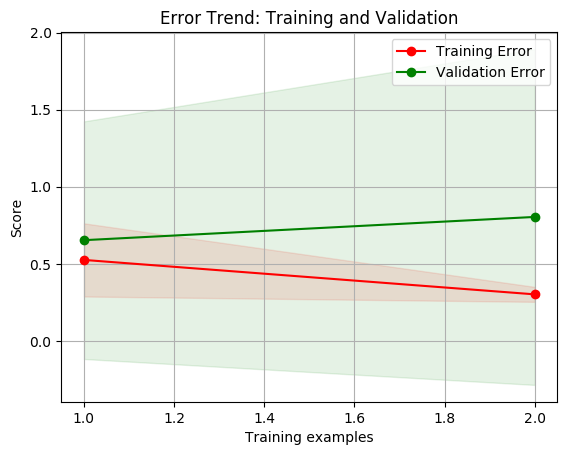 Error Trend: Training and Validation
2.0
1.5
1.0
0.5
0.0
Score
Training Error
Validation Error
1.0 1.2 1.4 1.6 1.8 2.0
Training examples